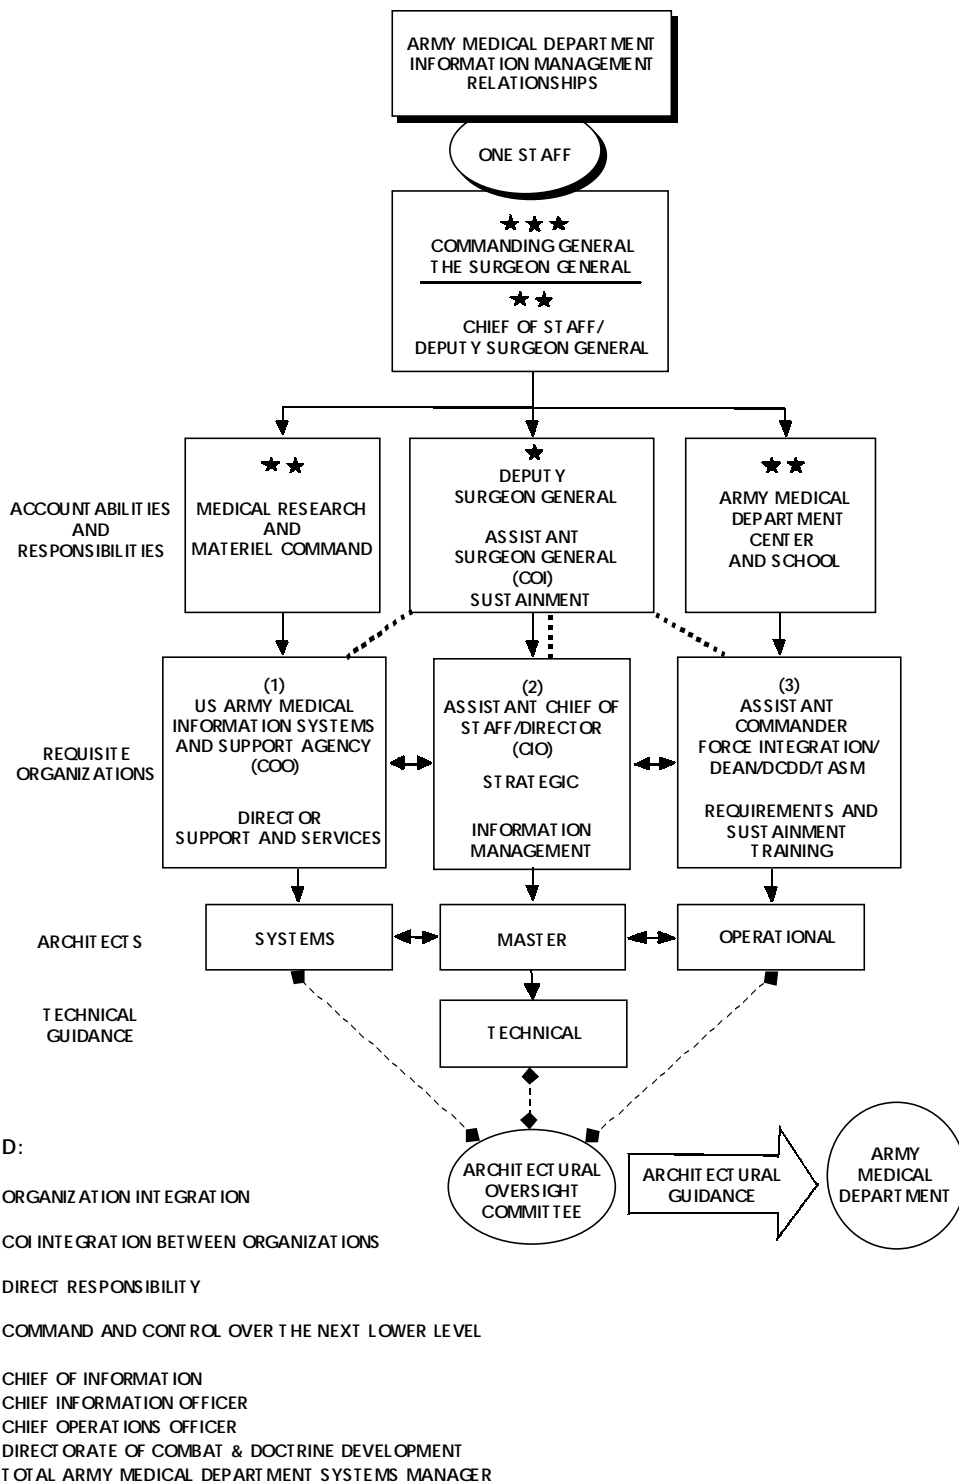 ARMY MEDICAL DEPARTMENT
INFORMATION MANAGEMENT
RELATIONSHIPS
ONE STAFF
COMMANDING GENERAL
THE SURGEON GENERAL
CHIEF OF STAFF/
DEPUTY SURGEON GENERAL
ACCOUNTABILITIES
AND
RESPONSIBILITIES
MEDICAL RESEARCH
AND
MATERIEL COMMAND
DEPUTY
SURGEON GENERAL
ASSISTANT
SURGEON GENERAL
(COI)
SUSTAINMENT
ARMY MEDICAL
DEPARTMENT
CENTER
AND SCHOOL
REQUISITE
ORGANIZATIONS
(1)
US ARMY MEDICAL
INFORMATION SYSTEMS
AND SUPPORT AGENCY
(COO)
DIRECTOR
SUPPORT AND SERVICES
(2)
ASSISTANT CHIEF OF
STAFF/DIRECTOR
(CIO)
STRATEGIC
INFORMATION
MANAGEMENT
(3)
ASSISTANT
COMMANDER
FORCE INTEGRATION/
DEAN/DCDD/TASM
REQUIREMENTS AND
SUSTAINMENT
TRAINING
ARCHITECTS
SYSTEMS
MASTER
OPERATIONAL
TECHNICAL
GUIDANCE
TECHNICAL
ARCHITECTURAL
OVERSIGHT
COMMITTEE
ARCHITECTURAL
GUIDANCE
ARMY
MEDICAL
DEPARTMENT
D:
ORGANIZATION INTEGRATION
COI INTEGRATION BETWEEN ORGANIZATIONS
DIRECT RESPONSIBILITY
COMMAND AND CONTROL OVER THE NEXT LOWER LEVEL
CHIEF OF INFORMATION
CHIEF INFORMATION OFFICER
CHIEF OPERATIONS OFFICER
DIRECTORATE OF COMBAT & DOCTRINE DEVELOPMENT
TOTAL ARMY MEDICAL DEPARTMENT SYSTEMS MANAGER